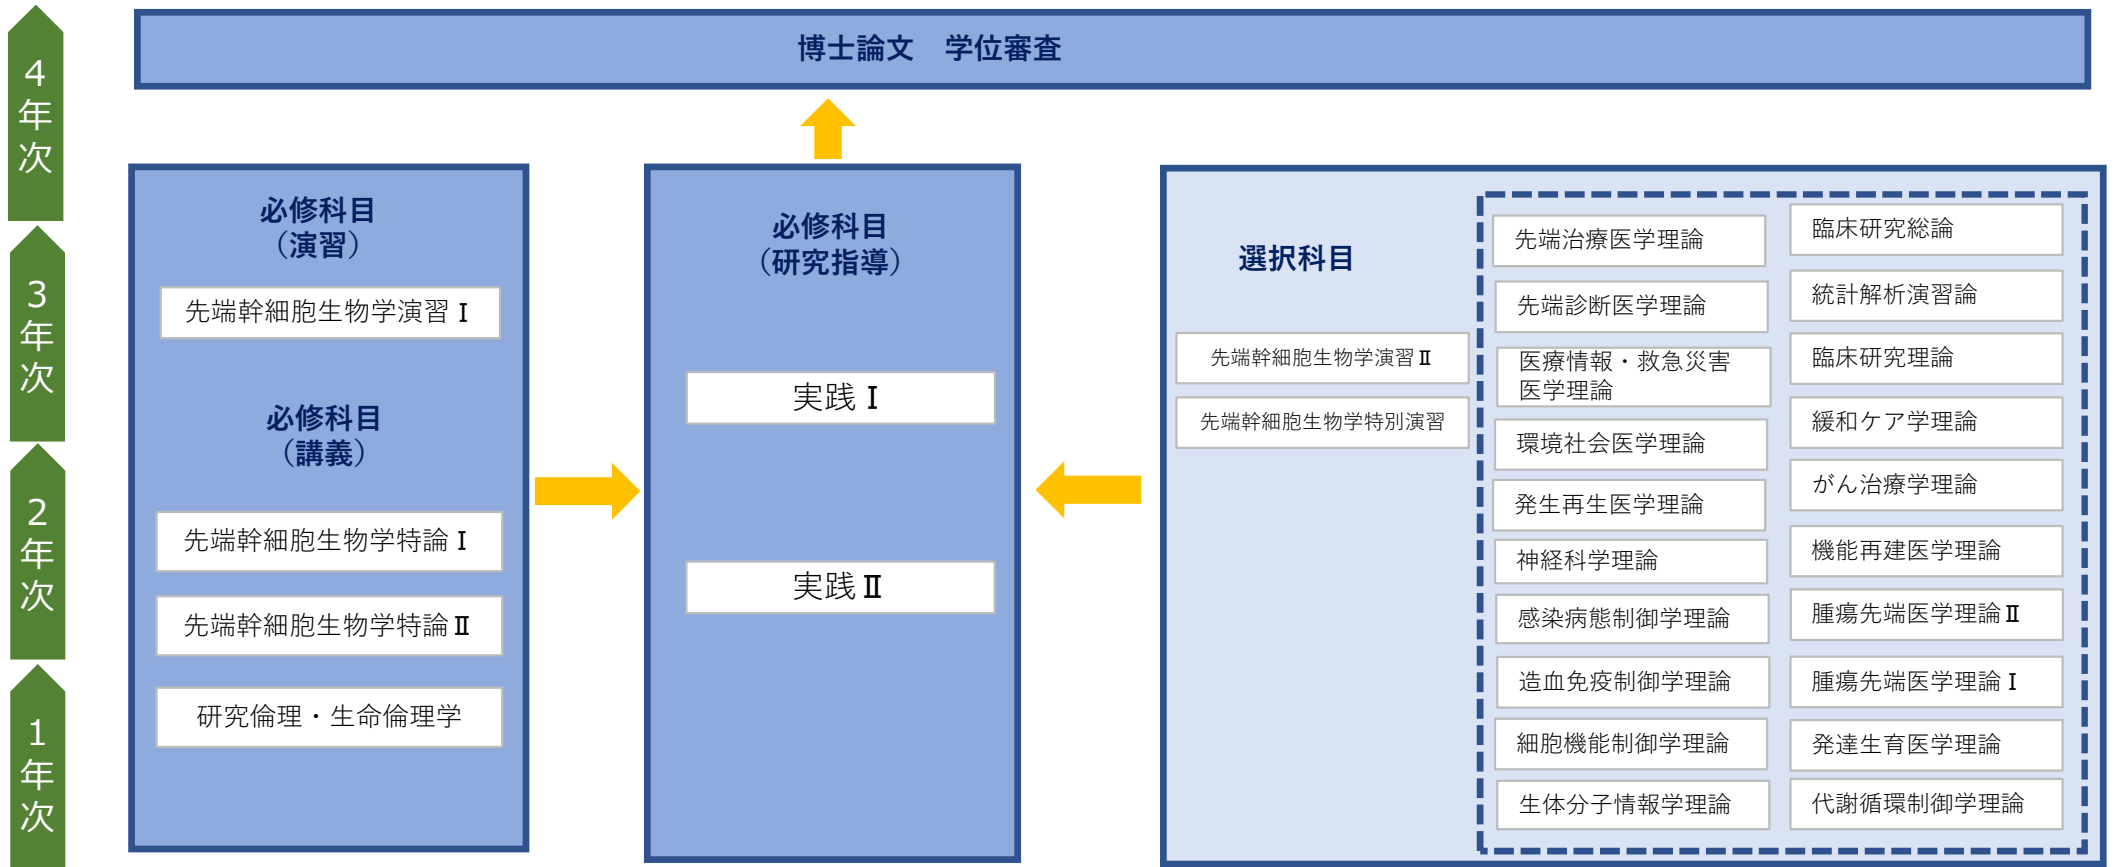 博士論文　学位審査
4
年
次
3
年
次
2
年
次
1
年
次
必修科目
（演習）
先端幹細胞生物学演習Ⅰ
必修科目
（講義）
先端幹細胞生物学特論Ⅰ
先端幹細胞生物学特論Ⅱ
研究倫理・生命倫理学
必修科目
（研究指導）
実践Ⅰ
実践Ⅱ
選択科目
先端幹細胞生物学演習Ⅱ
先端幹細胞生物学特別演習
先端治療医学理論
先端診断医学理論
医療情報・救急災害
医学理論
環境社会医学理論
発生再生医学理論
神経科学理論
感染病態制御学理論
造血免疫制御学理論
細胞機能制御学理論
生体分子情報学理論
臨床研究総論
統計解析演習論
臨床研究理論
緩和ケア学理論
がん治療学理論
機能再建医学理論
腫瘍先端医学理論Ⅱ
腫瘍先端医学理論Ⅰ
発達生育医学理論
代謝循環制御学理論